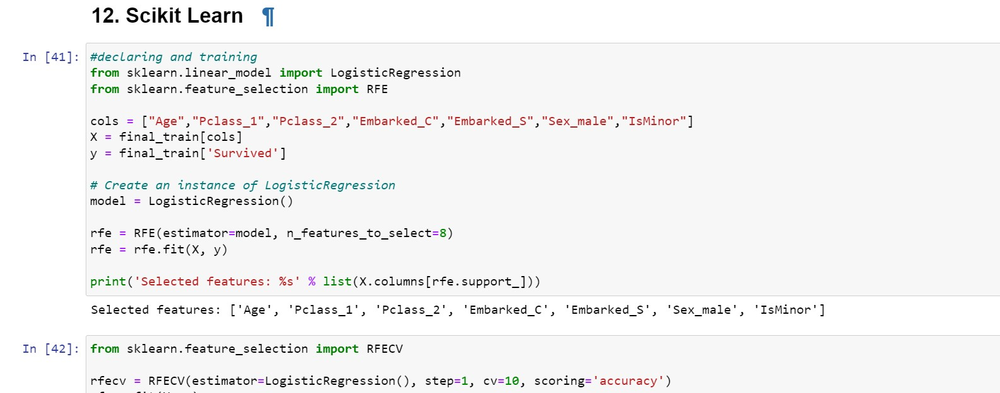 12. Scikit Learn ¶
In [41]:
#declaring and training
from sklearn.linear_model import LogisticRegression
from sklearn.feature_selection import RFE
cols = ["Age","Pclass_1","Pclass_2","Embarked_C","Embarked_S","Sex_male","IsMinor"]
X = final_train[cols]
y = final_train['Survived']
# Create an instance of LogisticRegression
model = LogisticRegression()
rfe = RFE(estimator=model, n_features_to_select=8)
rfe = rfe.fit(X, y)
print('Selected features: %s' % list(X.columns[rfe.support_]))
Selected features: ['Age', 'Pclass_1', 'Pclass_2', 'Embarked_C', 'Embarked_S', 'Sex_male', 'IsMinor']
In [42]:
from sklearn.feature_selection import RFECV
rfecv = RFECV(estimator=LogisticRegression(), step=1, cv=10, scoring='accuracy')